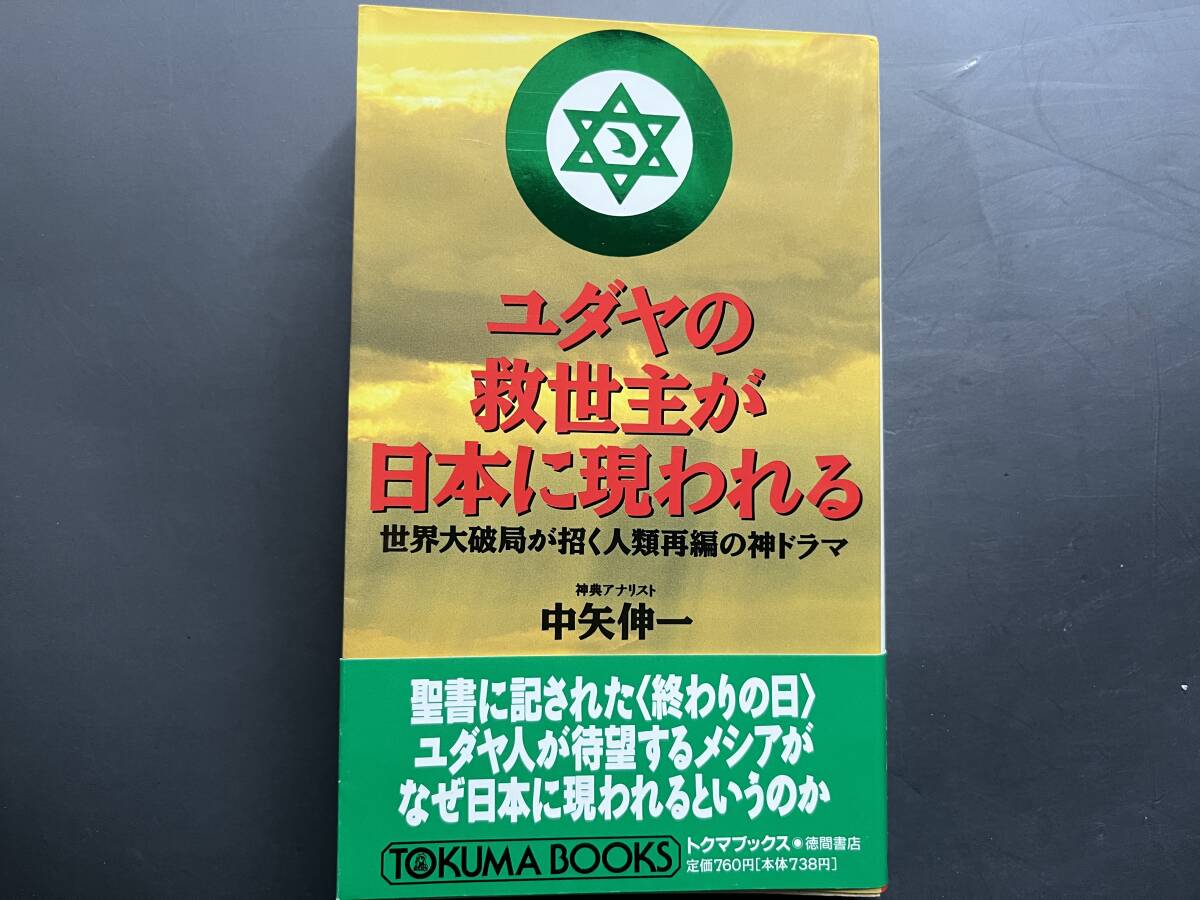 ユダヤの
救世主が
日本に現われる
世界大破局が招く人類再編の神ドラマ
神典アナリスト
中矢伸一
聖書に記された〈終わりの日〉
ユダヤ人が待望するメシアが
なぜ日本に現われるというのか
TOKUMA BOOKS
トクマブックス●徳間書店
定価760円[本体738円]